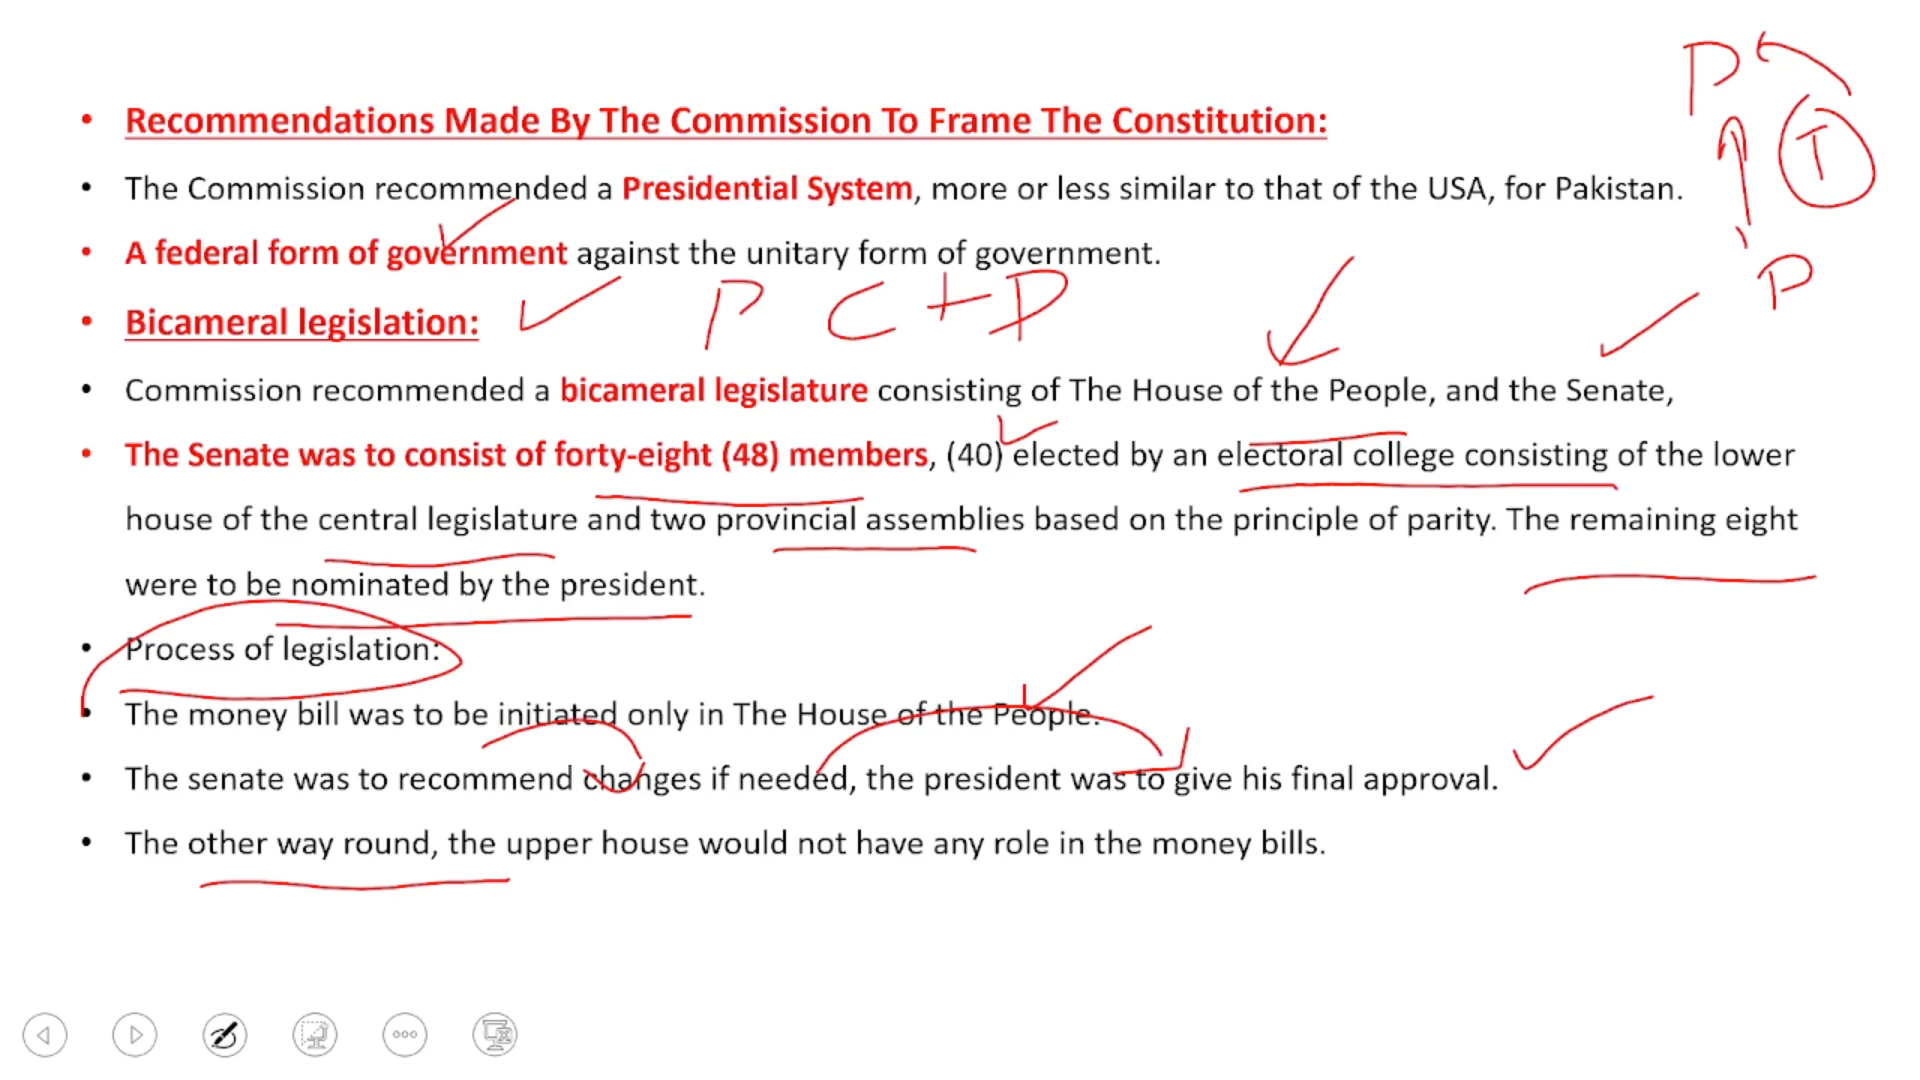 • Recommendations Made By The Commission To Frame The Constitution:
• The Commission recommended a Presidential System, more or less similar to that of the USA, for Pakistan.
• A federal form of government against the unitary form of government.
• Bicameral legislation:
• Commission recommended a bicameral legislature consisting of The House of the People, and the Senate,
• The Senate was to consist of forty-eight (48) members, (40) elected by an electoral college consisting of the lower
house of the central legislature and two provincial assemblies based on the principle of parity. The remaining eight
were to be nominated by the president.
• Process of legislation:
• The money bill was to be initiated only in The House of the People.
• The senate was to recommend changes if needed, the president was to give his final approval.
• The other way round, the upper house would not have any role in the money bills.
P
T
P
P C + P